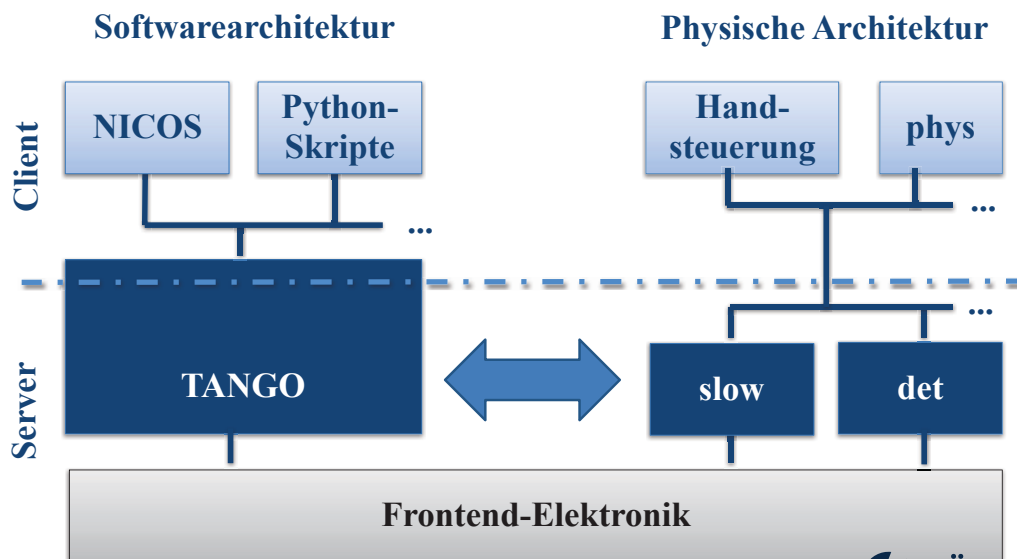 Softwarearchitektur
Physische Architektur
Client
NICOS
Python-
Skripte
...
Hand-
steuerung
phys
...
Server
TANGO
...
slow
det
Frontend-Elektronik